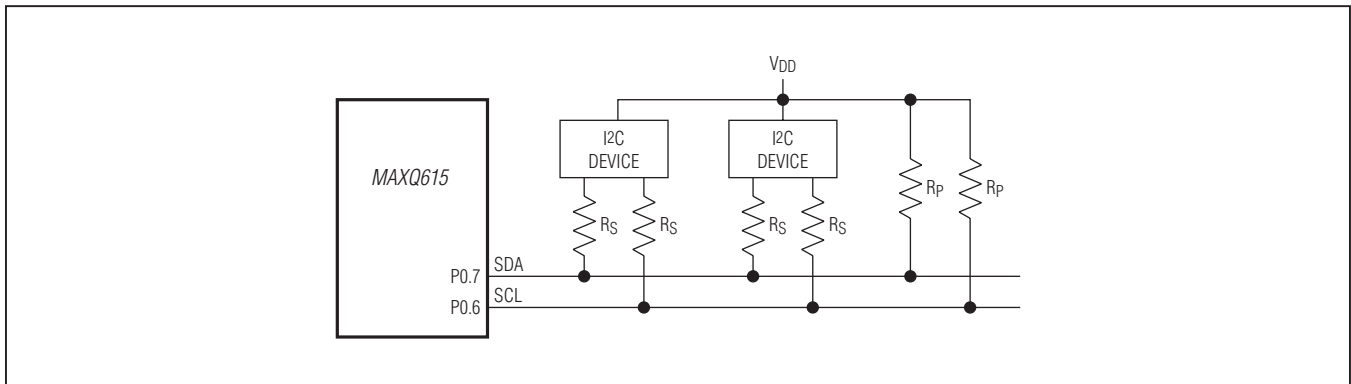 VDD
I2C
DEVICE
I2C
DEVICE
MAXQ615
RP
RP
RS
RS
RS
RS
P0.7
SDA
P0.6
SCL